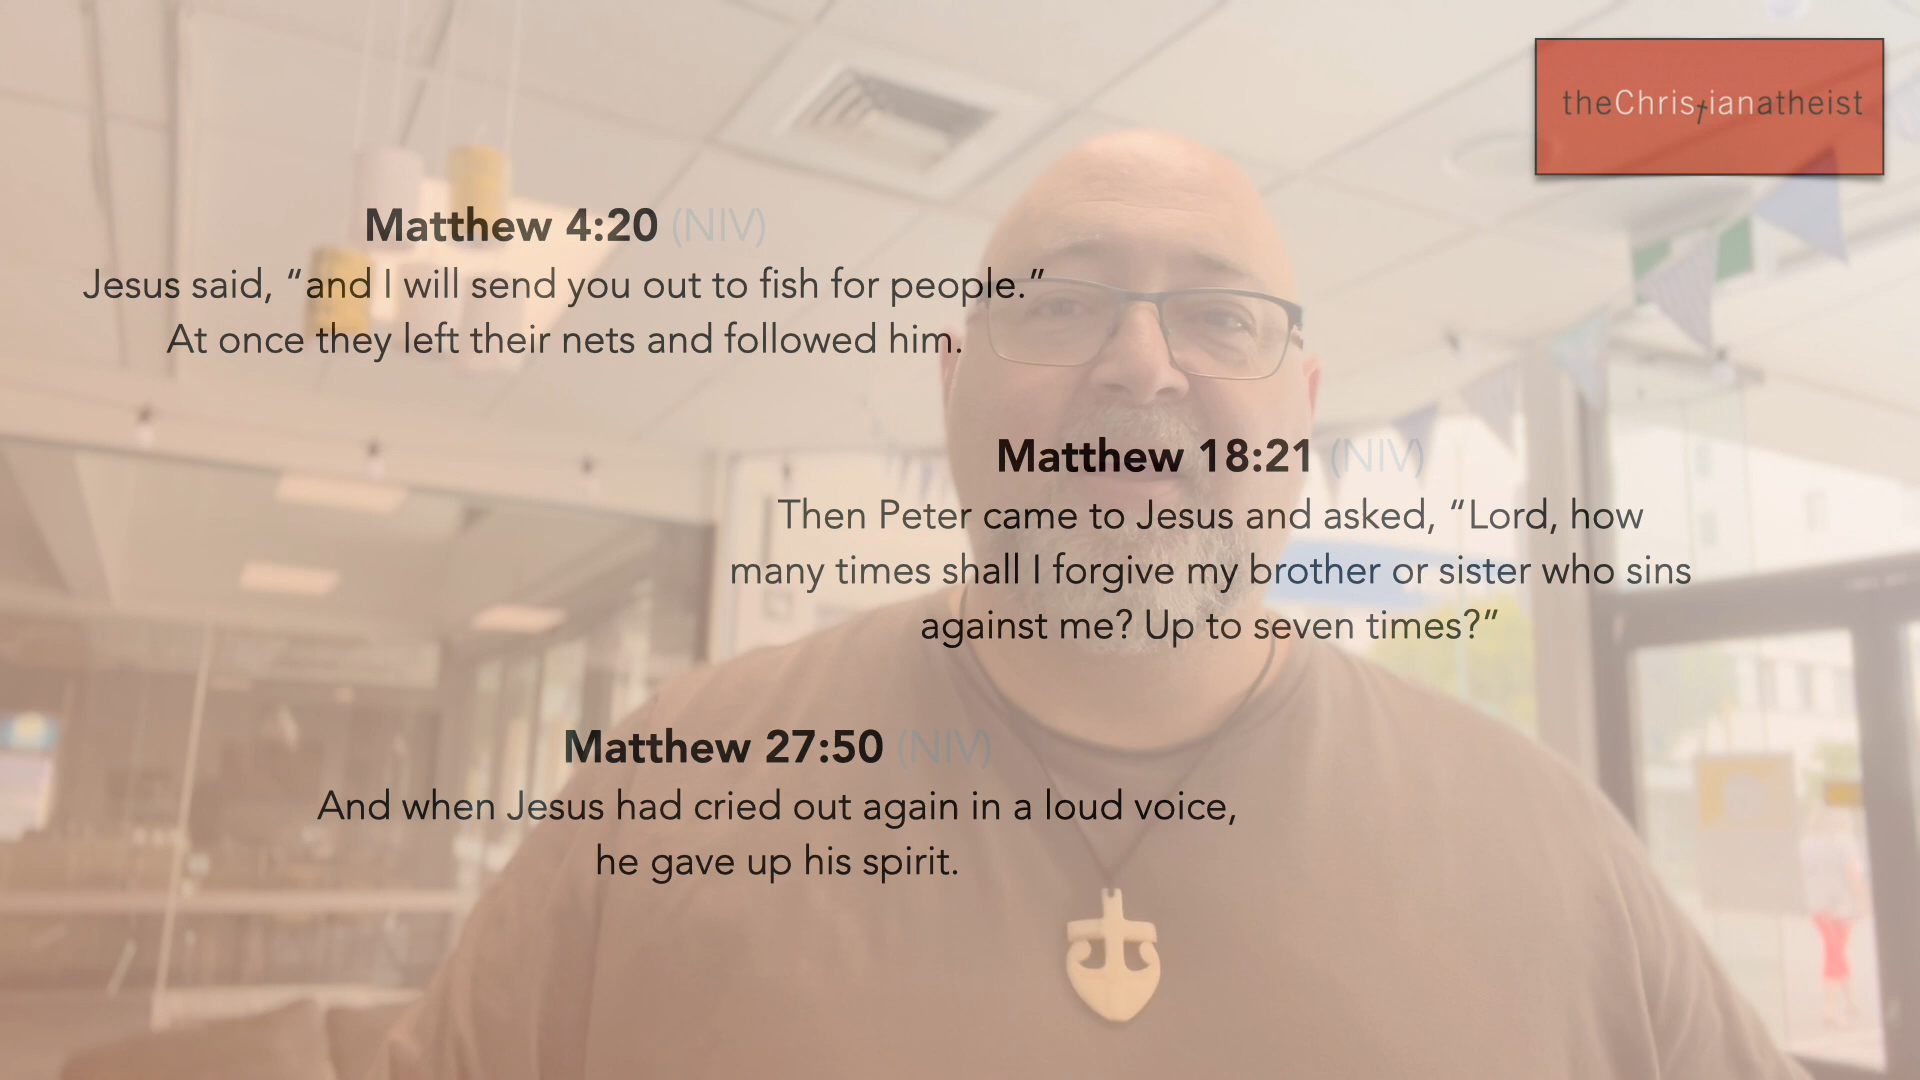 theChristianatheist
Matthew 4:20 (NIV)
Jesus said, “and I will send you out to fish for people.”
At once they left their nets and followed him.
Matthew 18:21 (NIV)
Then Peter came to Jesus and asked, “Lord, how
many times shall I forgive my brother or sister who sins
against me? Up to seven times?”
Matthew 27:50 (NIV)
And when Jesus had cried out again in a loud voice,
he gave up his spirit.